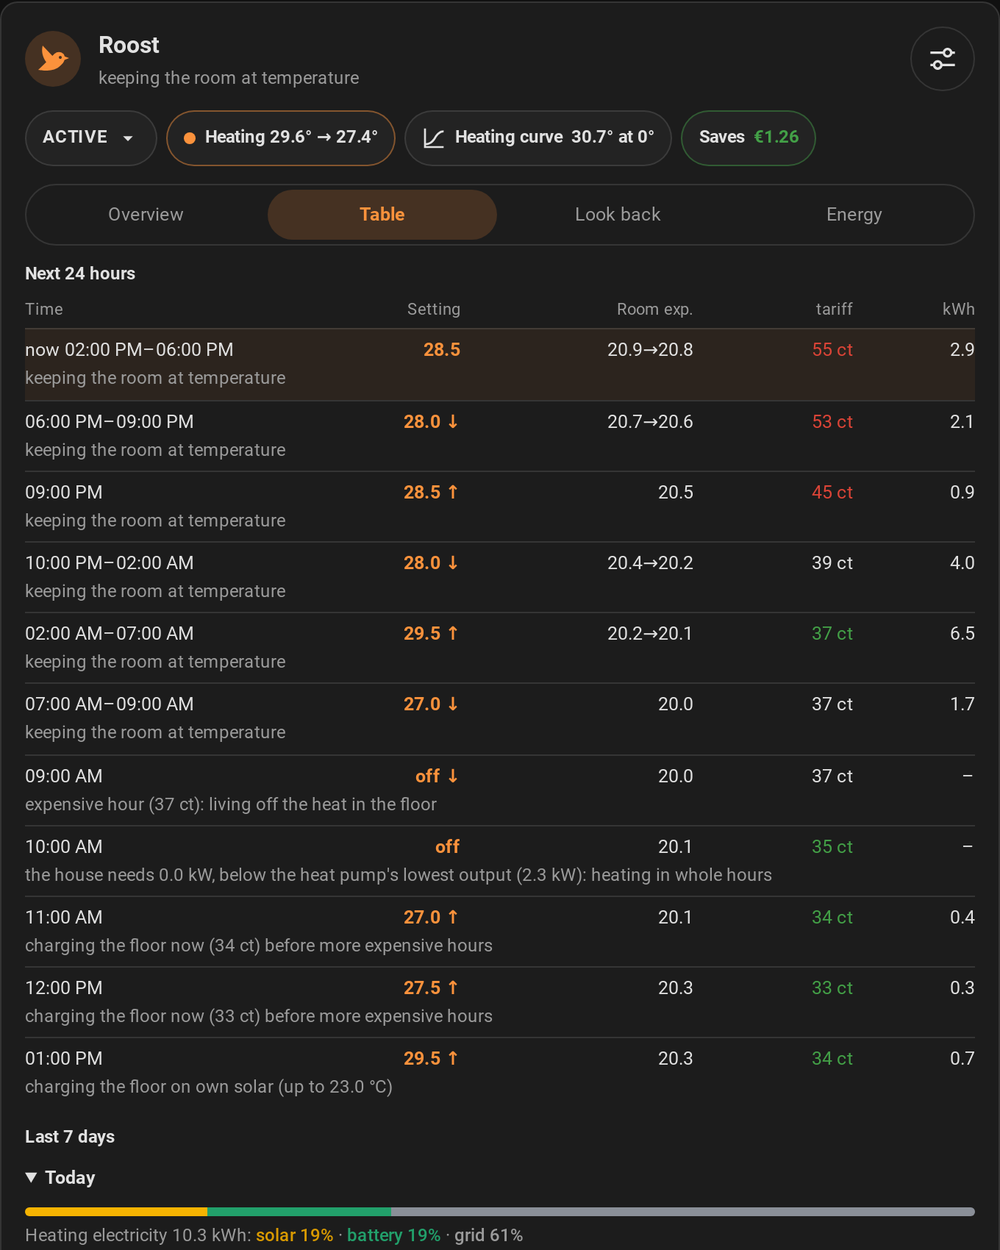 Roost
keeping the room at temperature
ACTIVE
Heating 29.6° → 27.4°
Heating curve 30.7° at 0°
Saves €1.26
Overview Table Look back Energy
Next 24 hours
Time Setting Room exp. tariff kWh
now 02:00 PM–06:00 PM 28.5 20.9→20.8 55 ct 2.9
keeping the room at temperature
06:00 PM–09:00 PM 28.0 ↓ 20.7→20.6 53 ct 2.1
keeping the room at temperature
09:00 PM 28.5 ↑ 20.5 45 ct 0.9
keeping the room at temperature
10:00 PM–02:00 AM 28.0 ↓ 20.4→20.2 39 ct 4.0
keeping the room at temperature
02:00 AM–07:00 AM 29.5 ↑ 20.2→20.1 37 ct 6.5
keeping the room at temperature
07:00 AM–09:00 AM 27.0 ↓ 20.0 37 ct 1.7
keeping the room at temperature
09:00 AM off ↓ 20.0 37 ct –
expensive hour (37 ct): living off the heat in the floor
10:00 AM off 20.1 35 ct –
the house needs 0.0 kW, below the heat pump's lowest output (2.3 kW): heating in whole hours
11:00 AM 27.0 ↑ 20.1 34 ct 0.4
charging the floor now (34 ct) before more expensive hours
12:00 PM 27.5 ↑ 20.3 33 ct 0.3
charging the floor now (33 ct) before more expensive hours
01:00 PM 29.5 ↑ 20.3 34 ct 0.7
charging the floor on own solar (up to 23.0 °C)
Last 7 days
▼ Today
Heating electricity 10.3 kWh: solar 19% · battery 19% · grid 61%